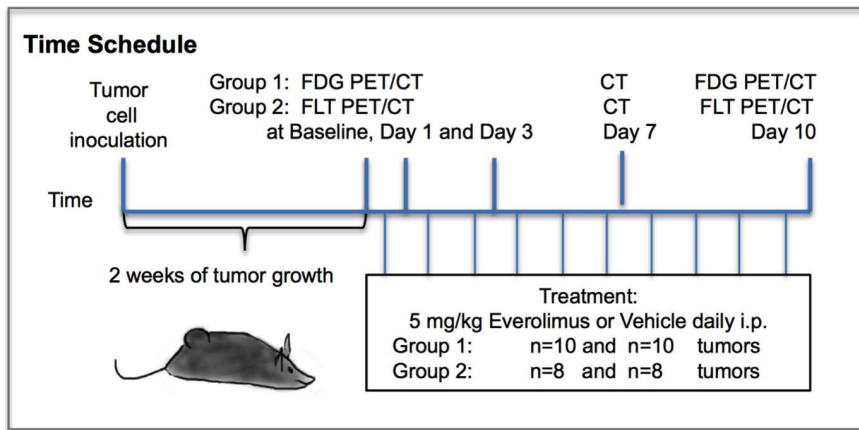 Time Schedule
Tumor
cell
inoculation
Group 1: FDG PET/CT
Group 2: FLT PET/CT
at Baseline, Day 1 and Day 3
CT
CT
Day 7
FDG PET/CT
FLT PET/CT
Day 10
Time
2 weeks of tumor growth
Treatment:
5 mg/kg Everolimus or Vehicle daily i.p.
Group 1: n=10 and n=10 tumors
Group 2: n=8 and n=8 tumors